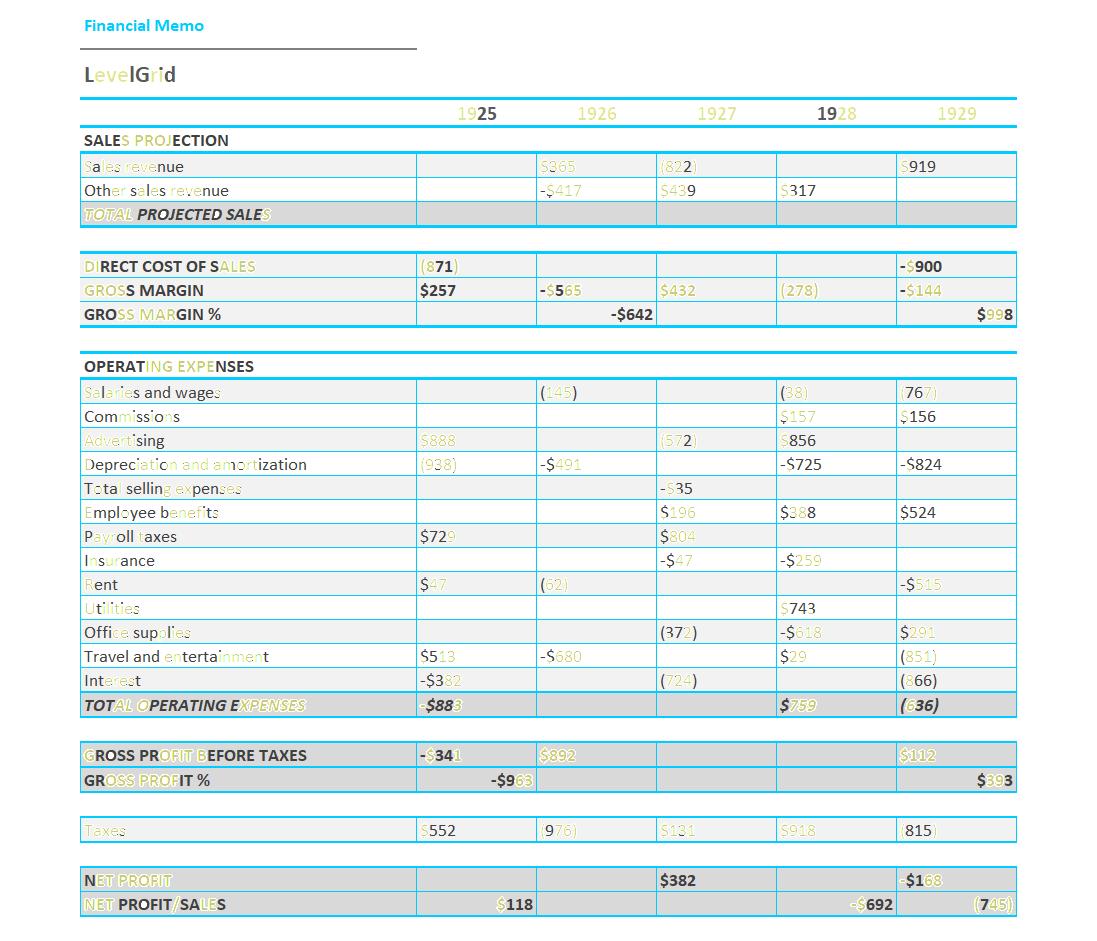 Financial Memo
LevelGrid
1925 1926 1927 1928 1929
SALES PROJECTION
Sales revenue $365 (822) $919
Other sales revenue -$417 $439 $317
TOTAL PROJECTED SALES
DIRECT COST OF SALES (871) -$900
GROSS MARGIN $257 -$565 $432 (278) -$144
GROSS MARGIN % -$642 $998
OPERATING EXPENSES
Salaries and wages (145) (38) (767)
Commissions $157 $156
Advertising $888 (572) $856
Depreciation and amortization (938) -$491 -$725 -$824
Total selling expenses -$35
Employee benefits $196 $388 $524
Payroll taxes $729 $804
Insurance -$47 -$259
Rent $47 (62) -$515
Utilities $743
Office supplies (372) -$618 $291
Travel and entertainment $513 -$680 $29 (851)
Interest -$382 (724) (866)
TOTAL OPERATING EXPENSES -$883 $759 (636)
GROSS PROFIT BEFORE TAXES -$341 $892 $112
GROSS PROFIT % -$963 $393
Taxes $552 (976) $131 $918 (815)
NET PROFIT $382 -$168
NET PROFIT/SALES $118 -$692 (745)